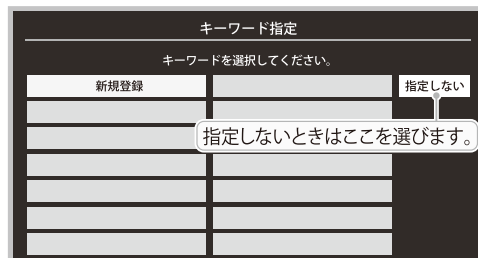 キーワード指定
キーワードを選択してください。
新規登録
指定しない
指定しないときはここを選びます。